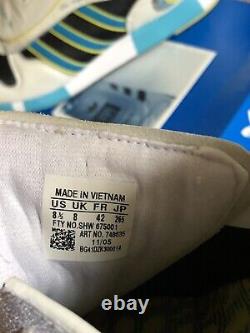 MADE IN VIETNAM
US UK FR JP
8½ 8 42 265
FTY NO. SHW 675001
ART NO. 748635
11/05